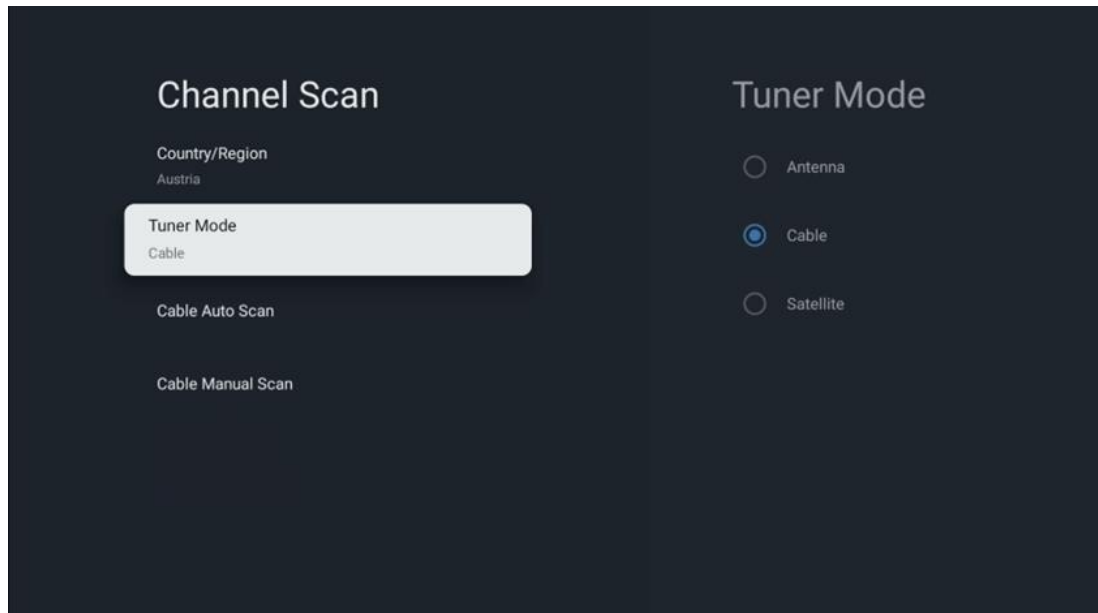 Channel Scan
Country/Region
Austria
Tuner Mode
Cable
Cable Auto Scan
Cable Manual Scan
Tuner Mode
Antenna
Cable
Satellite